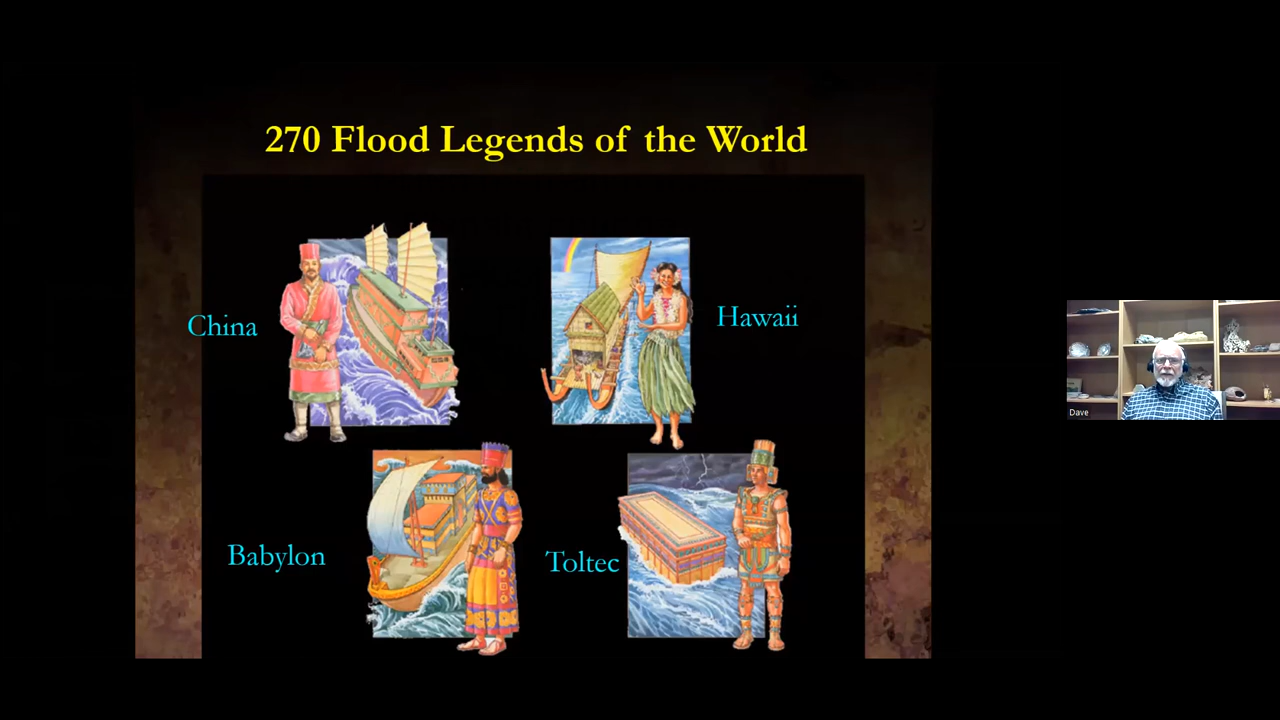 270 Flood Legends of the World
China
Hawaii
Babylon
Toltec
Dave